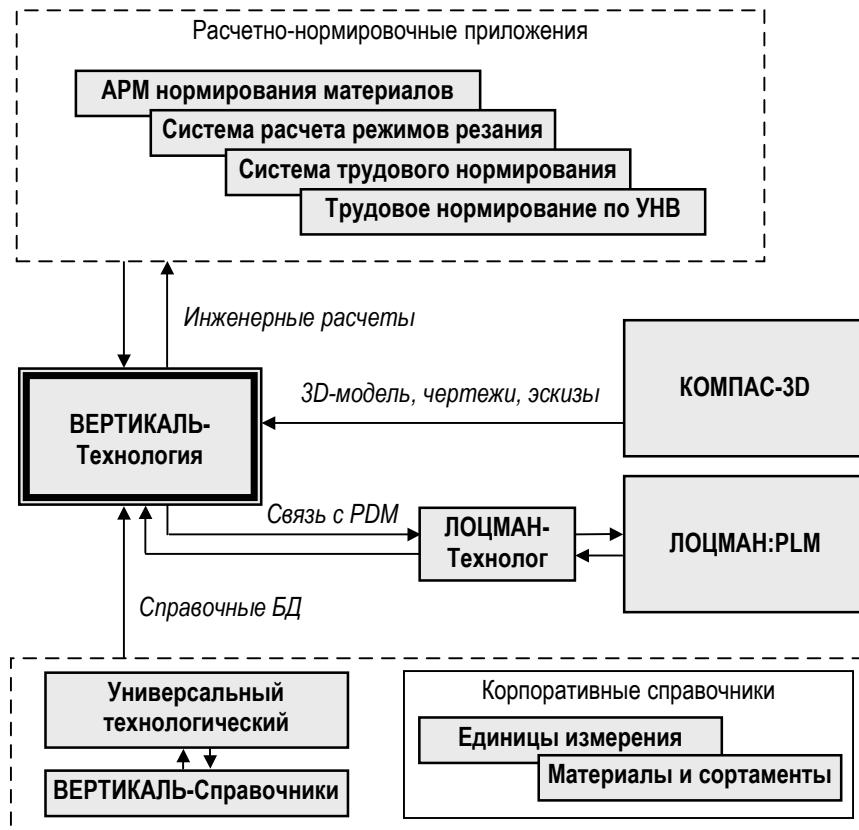 Расчетно-нормировочные приложения
АРМ нормирования материалов
Система расчета режимов резания
Система трудового нормирования
Трудовое нормирование по УНВ
Инженерные расчеты
3D-модель, чертежи, эскизы
КОМПАС-3D
ВЕРТИКАЛЬ-
Технология
Связь с PDM
ЛОЦМАН-
Технолог
ЛОЦМАН:PLM
Справочные БД
Универсальный
технологический
ВЕРТИКАЛЬ-Справочники
Корпоративные справочники
Единицы измерения
Материалы и сортаменты